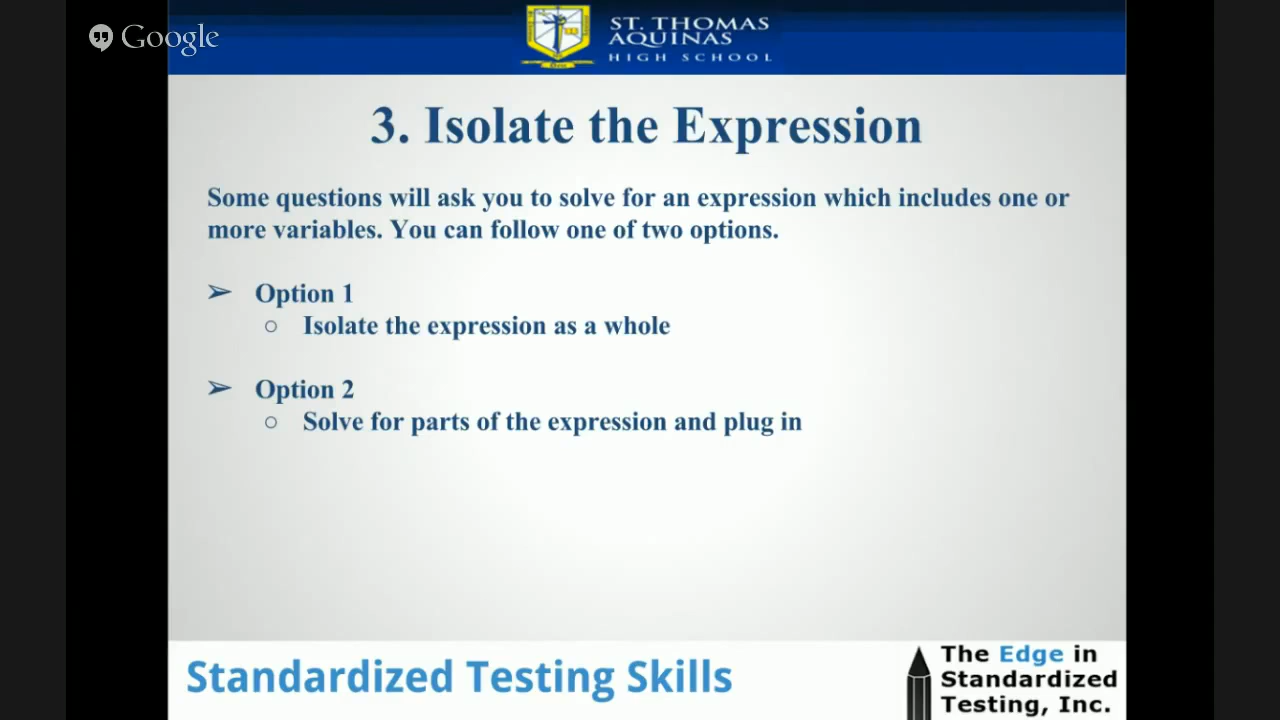 Google
ST. THOMAS
AQUINAS
HIGH SCHOOL
3. Isolate the Expression
Some questions will ask you to solve for an expression which includes one or
more variables. You can follow one of two options.
➢ Option 1
○ Isolate the expression as a whole
➢ Option 2
○ Solve for parts of the expression and plug in
Standardized Testing Skills
The Edge in
Standardized
Testing, Inc.